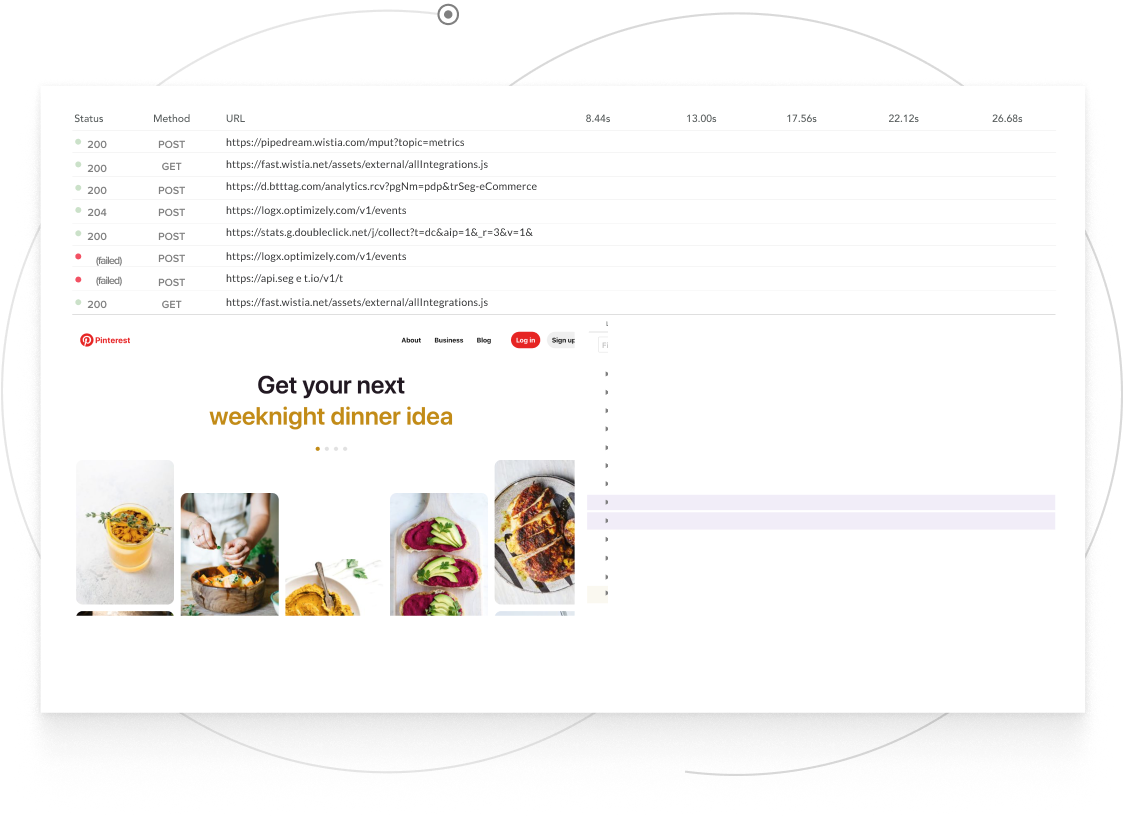 Status Method URL 8.44s 13.00s 17.56s 22.12s 26.68s
200 POST https://pipedream.wistia.com/mput?topic=metrics
200 GET https://fast.wistia.net/assets/external/allIntegrations.js
200 POST https://d.btttag.com/analytics.rcv?pgNm=pdp&trSeg-eCommerce
204 POST https://logx.optimizely.com/v1/events
200 POST https://stats.g.doubleclick.net/j/collect?t=dc&aip=1&_r=3&v=1&
(failed) POST https://logx.optimizely.com/v1/events
(failed) POST https://api.seg e t.io/v1/t
200 GET https://fast.wistia.net/assets/external/allIntegrations.js
Pinterest About Business Blog Log in Sign up
Fi
Get your next
weeknight dinner idea